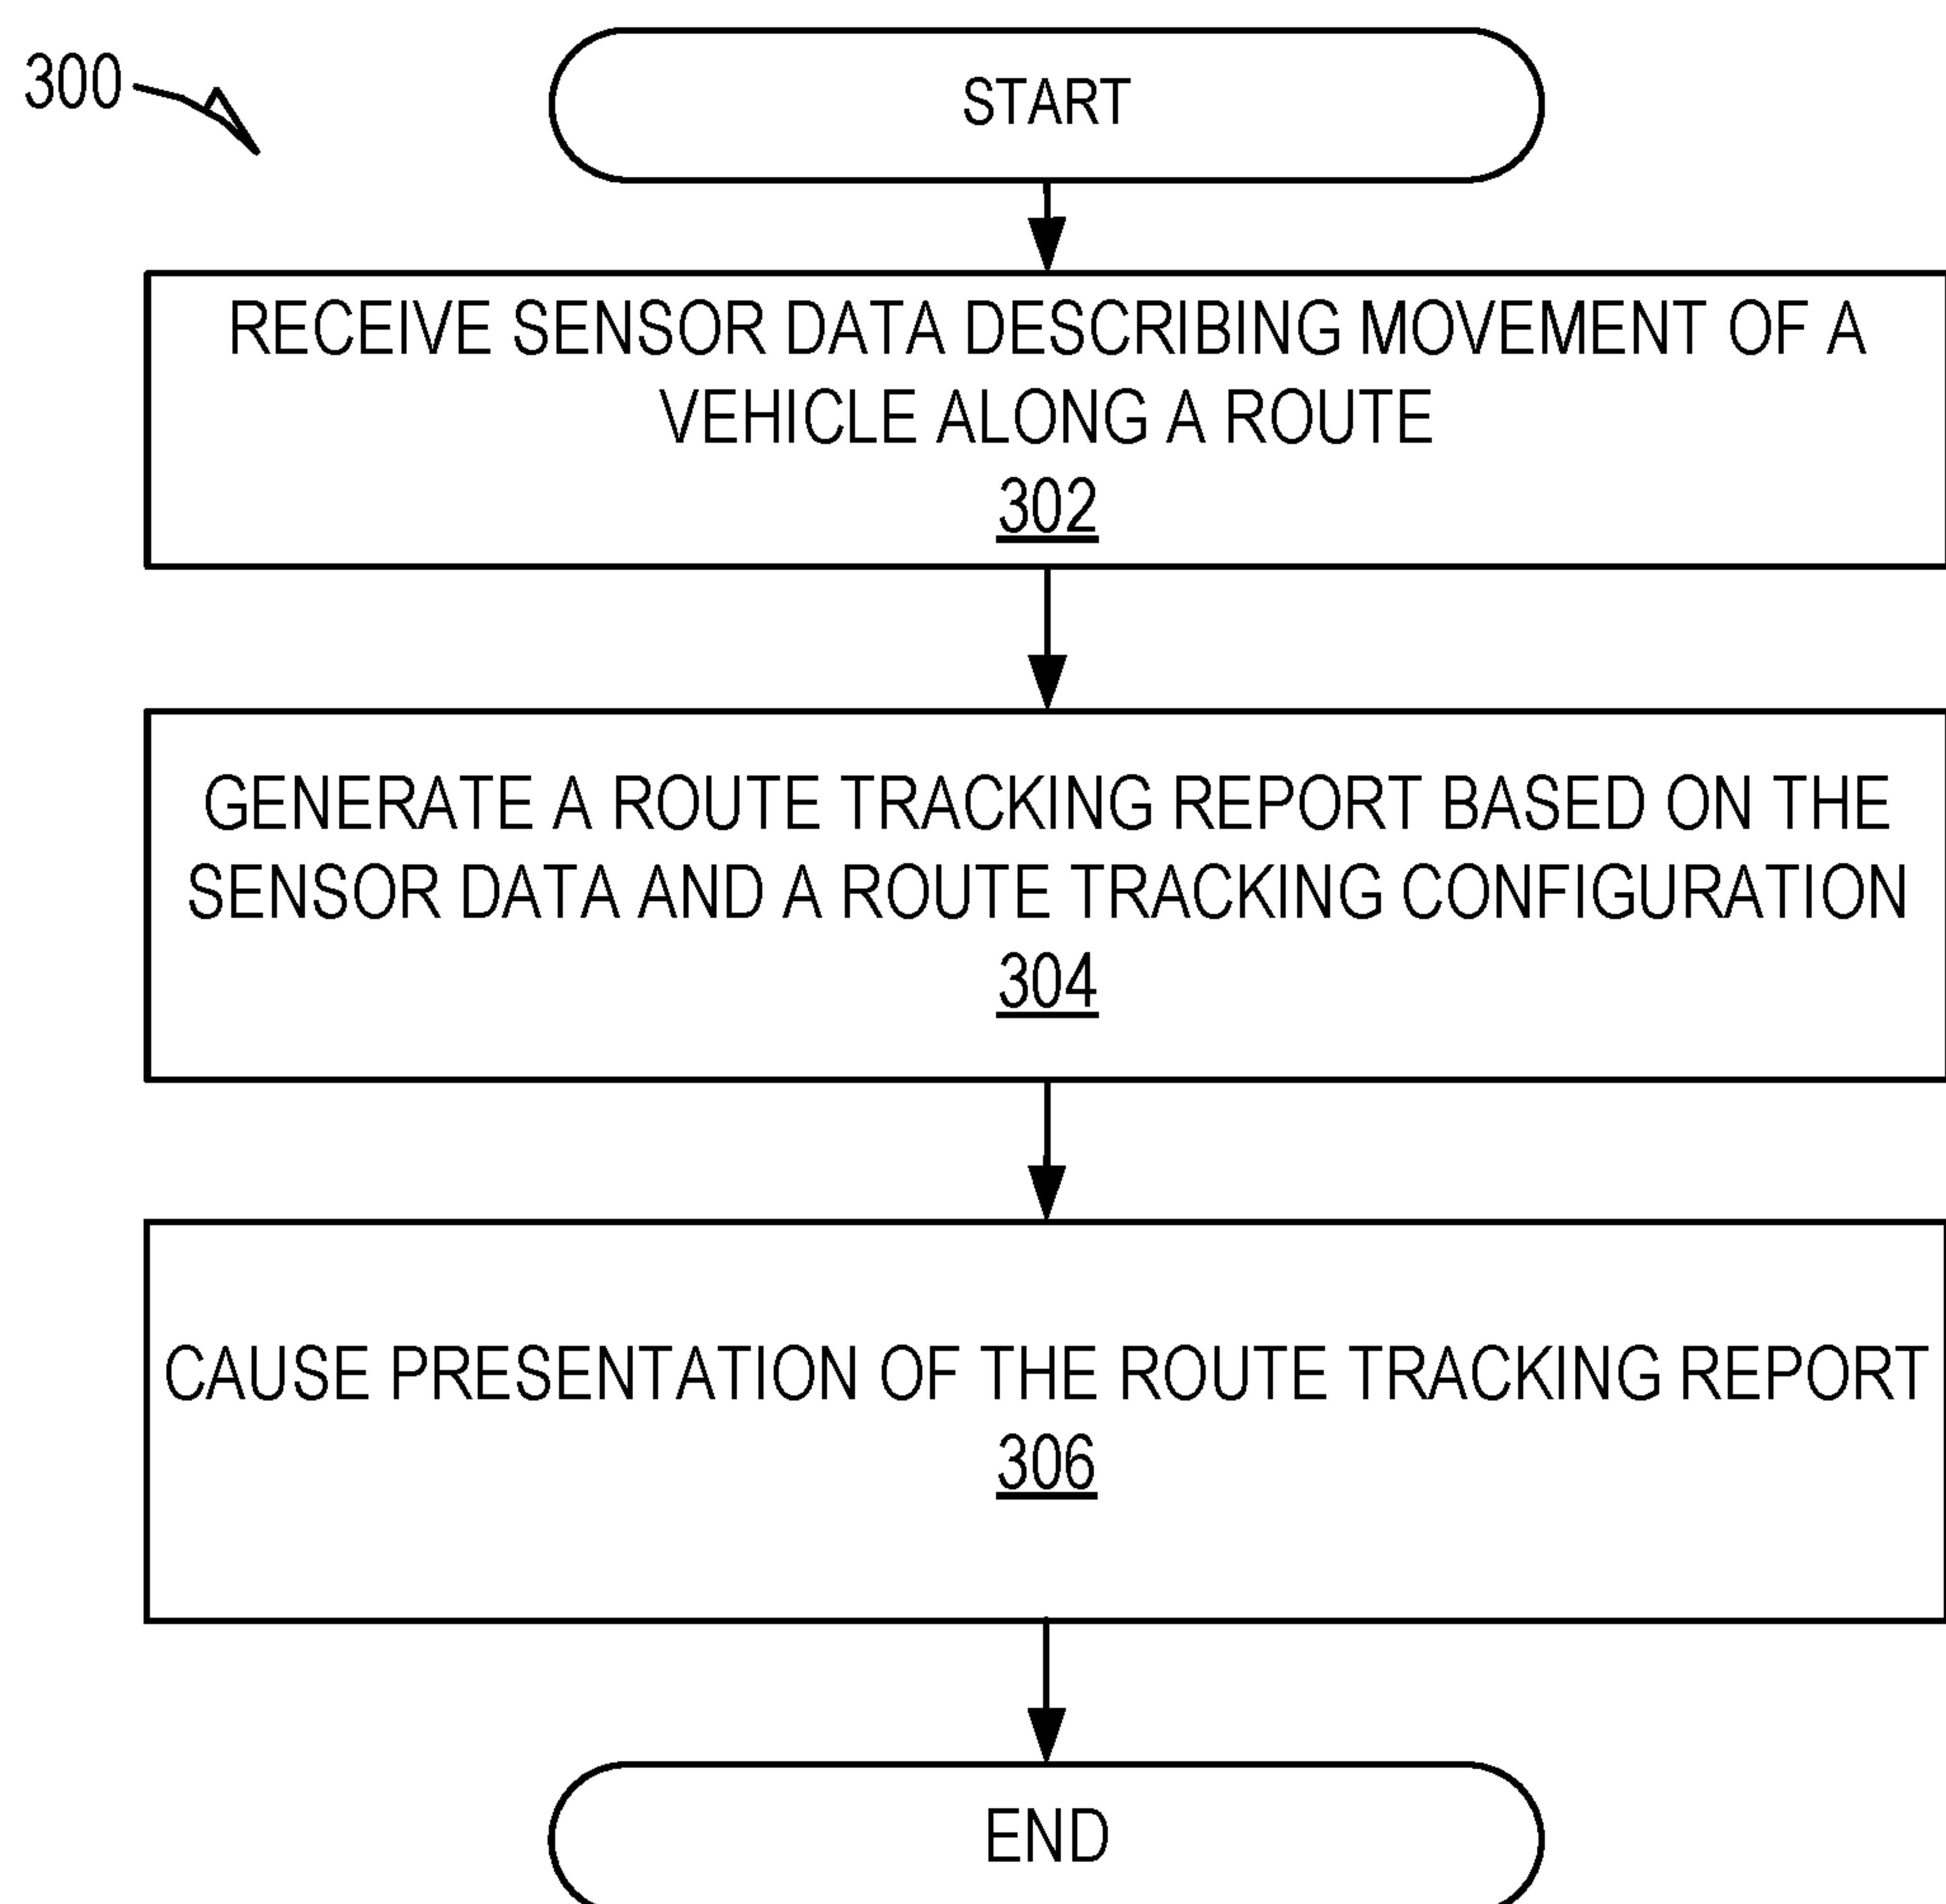 300
START
RECEIVE SENSOR DATA DESCRIBING MOVEMENT OF A
VEHICLE ALONG A ROUTE
302
GENERATE A ROUTE TRACKING REPORT BASED ON THE
SENSOR DATA AND A ROUTE TRACKING CONFIGURATION
304
CAUSE PRESENTATION OF THE ROUTE TRACKING REPORT
306
END